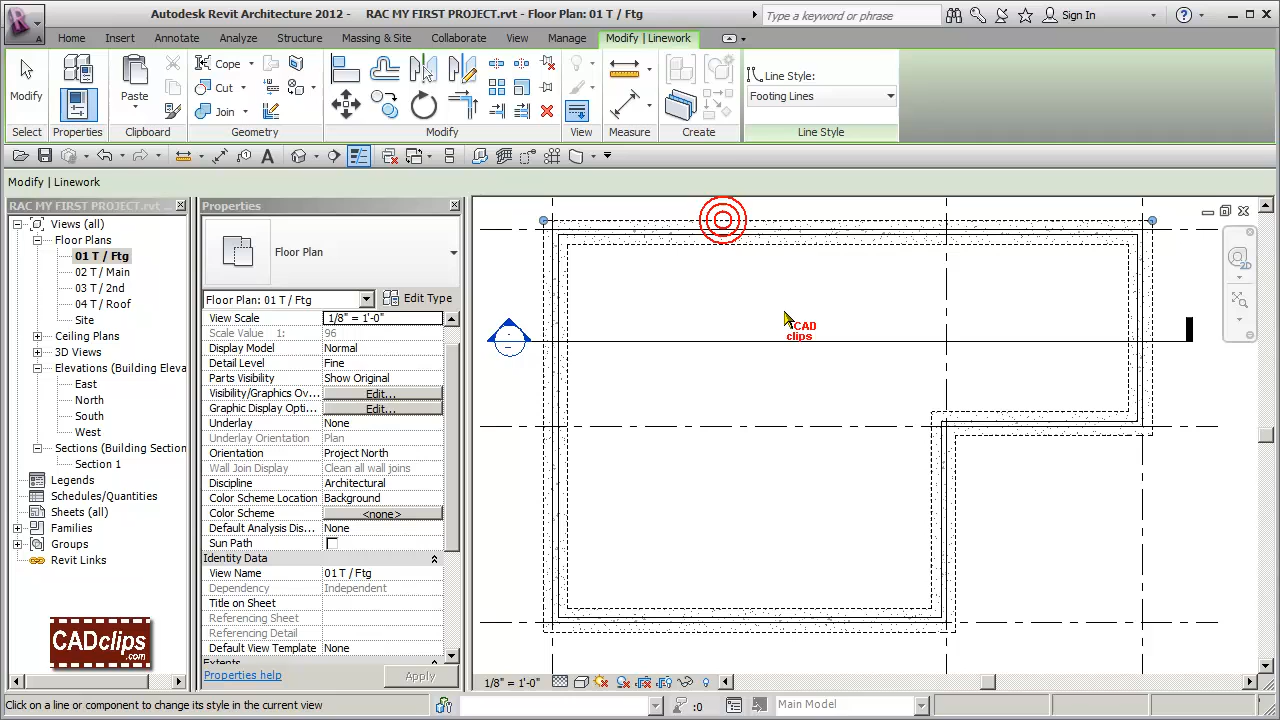 Autodesk Revit Architecture 2012 - RAC MY FIRST PROJECT.rvt - Floor Plan: 01 T / Ftg
Type a keyword or phrase
Sign In
Home Insert Annotate Analyze Structure Massing & Site Collaborate View Manage Modify | Linework
Modify
Paste
Cope
Cut
Join
Line Style:
Footing Lines
Select Properties Clipboard Geometry Modify View Measure Create Line Style
Modify | Linework
RAC MY FIRST PROJECT.rvt ...
Views (all)
Floor Plans
01 T / Ftg
02 T / Main
03 T / 2nd
04 T / Roof
Site
Ceiling Plans
3D Views
Elevations (Building Eleva
East
North
South
West
Sections (Building Section
Section 1
Legends
Schedules/Quantities
Sheets (all)
Families
Groups
Revit Links
CADclips
.com
Properties
Floor Plan
Floor Plan: 01 T / Ftg
Edit Type
View Scale 1/8" = 1'-0"
Scale Value 1: 96
Display Model Normal
Detail Level Fine
Parts Visibility Show Original
Visibility/Graphics Ov... Edit...
Graphic Display Opti... Edit...
Underlay None
Underlay Orientation Plan
Orientation Project North
Wall Join Display Clean all wall joins
Discipline Architectural
Color Scheme Location Background
Color Scheme <none>
Default Analysis Dis... None
Sun Path
Identity Data
View Name 01 T / Ftg
Dependency Independent
Title on Sheet
Referencing Sheet
Referencing Detail
Default View Template None
Extents
Properties help
Apply
CAD
clips
2D
1/8" = 1'-0"
Click on a line or component to change its style in the current view
:0
Main Model